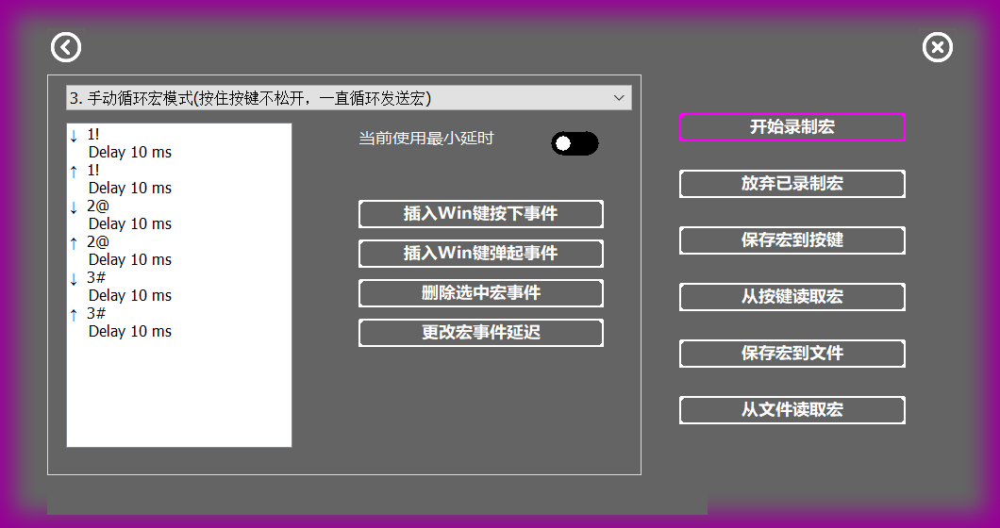 3. 手动循环宏模式(按住按键不松开，一直循环发送宏)
↓ 1!
Delay 10 ms
↑ 1!
Delay 10 ms
↓ 2@
Delay 10 ms
↑ 2@
Delay 10 ms
↓ 3#
Delay 10 ms
↑ 3#
Delay 10 ms
当前使用最小延时
插入Win键按下事件
插入Win键弹起事件
删除选中宏事件
更改宏事件延迟
开始录制宏
放弃已录制宏
保存宏到按键
从按键读取宏
保存宏到文件
从文件读取宏